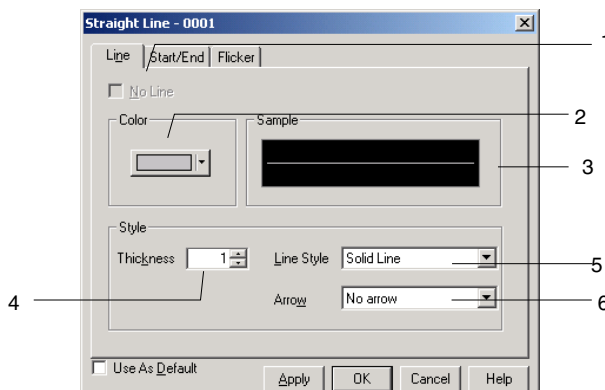 Straight Line - 0001
1
Line Start/End Flicker
No Line
Color Sample
2
3
Style
Thickness 1 Line Style Solid Line
5
4 Arrow No arrow
6
Use As Default
Apply OK Cancel Help